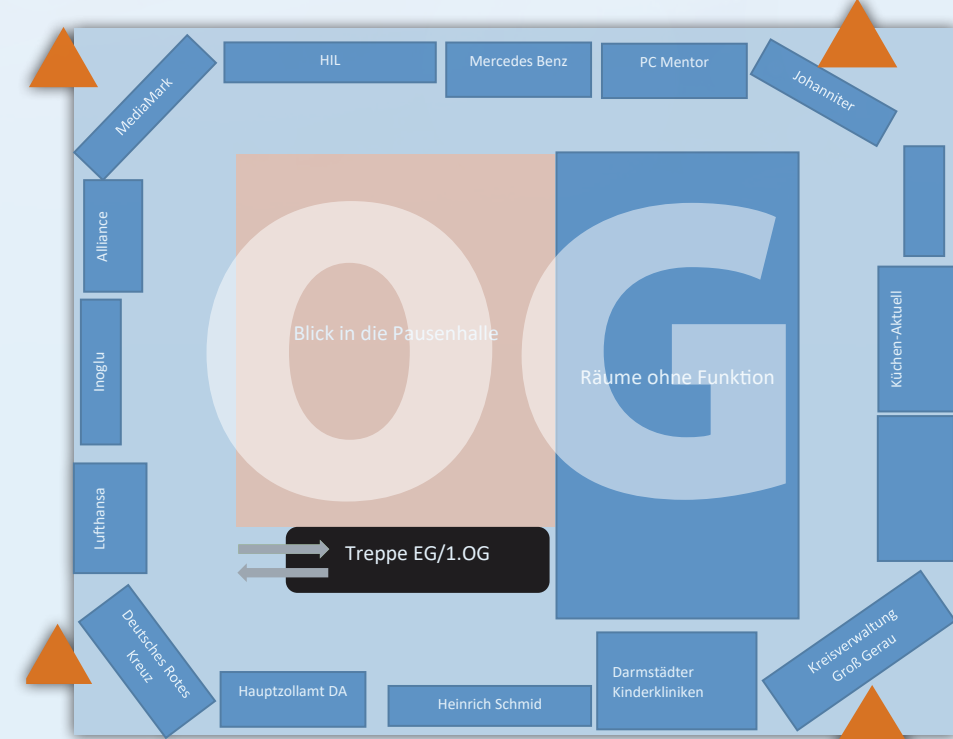 HIL
Mercedes Benz
PC Mentor
Johanniter
MediaMark
Alliance
Inoglu
Lufthansa
OG
Blick in die Pausenhalle
Räume ohne Funktion
Küchen-Aktuell
Treppe EG/1.OG
Deutsches Rotes
Kreuz
Hauptzollamt DA
Heinrich Schmid
Darmstädter
Kinderkliniken
Kreisverwaltung
Groß Gerau